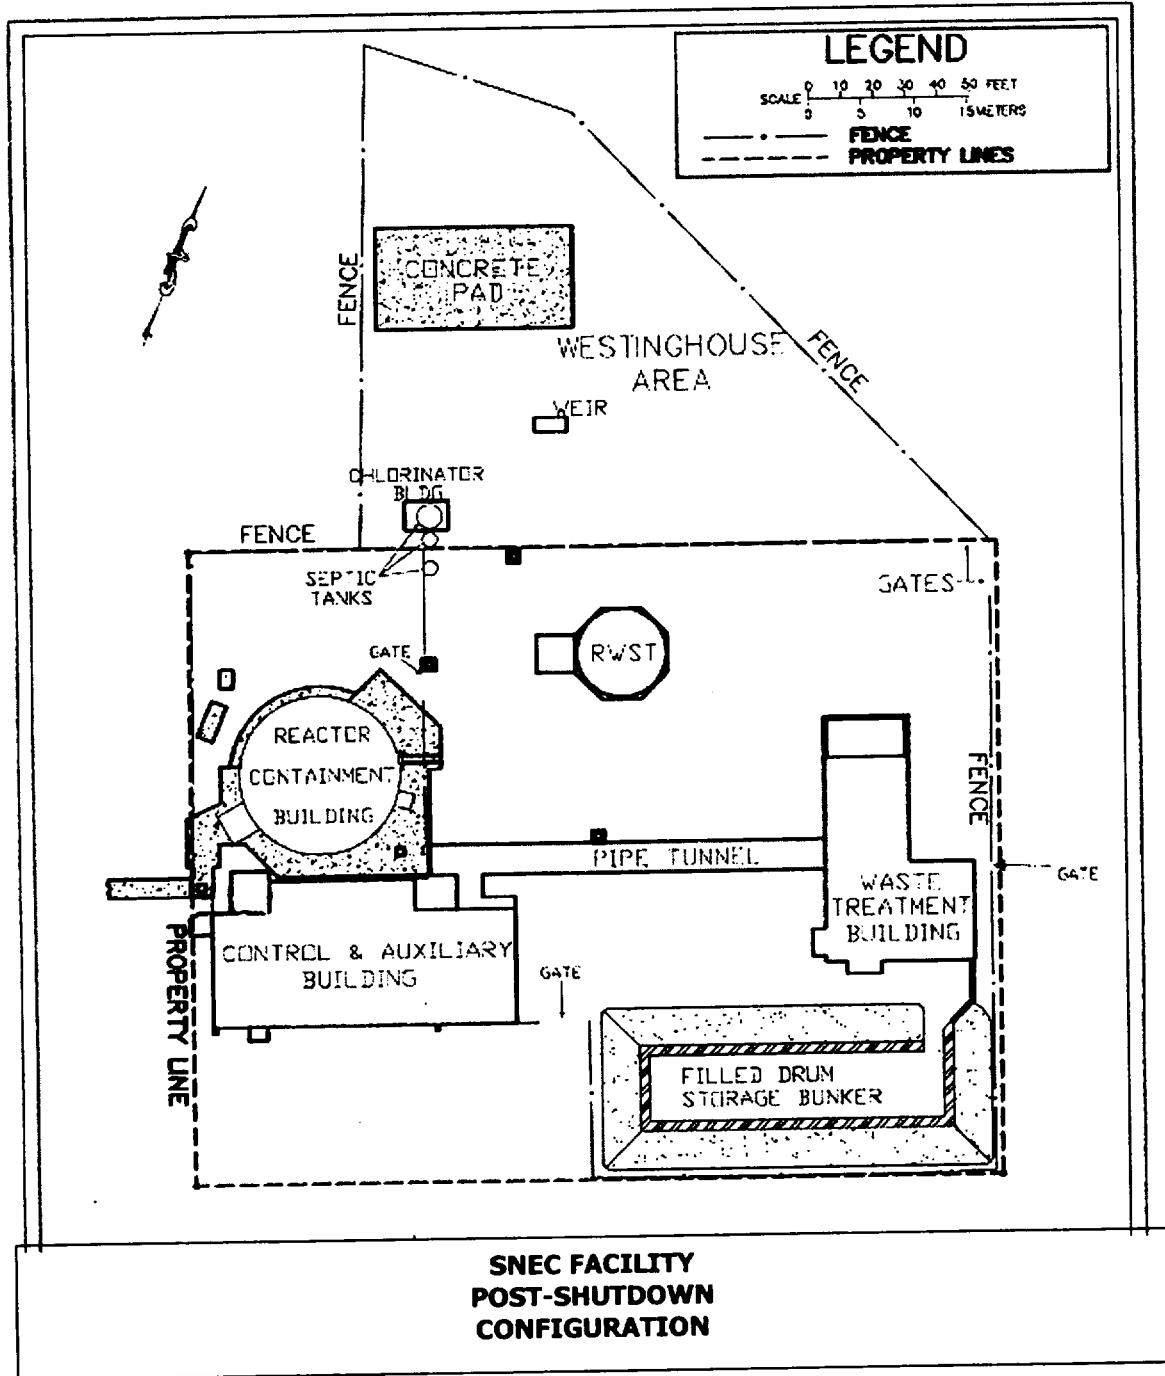 LEGEND
SCALE
0 10 20 30 40 50 FEET
0 5 10 15 METERS
FENCE
PROPERTY LINES
FENCE
CONCRETE
PAD
WESTINGHOUSE
AREA
FENCE
WEIR
CHLORINATOR
BLDG
FENCE
SEPTIC
TANKS
GATES
GATE
RWST
REACTOR
CONTAINMENT
BUILDING
FENCE
PIPE TUNNEL
GATE
WASTE
TREATMENT
BUILDING
PROPERTY LINE
CONTROL & AUXILIARY
BUILDING
GATE
FILLED DRUM
STORAGE BUNKER
SNEC FACILITY
POST-SHUTDOWN
CONFIGURATION